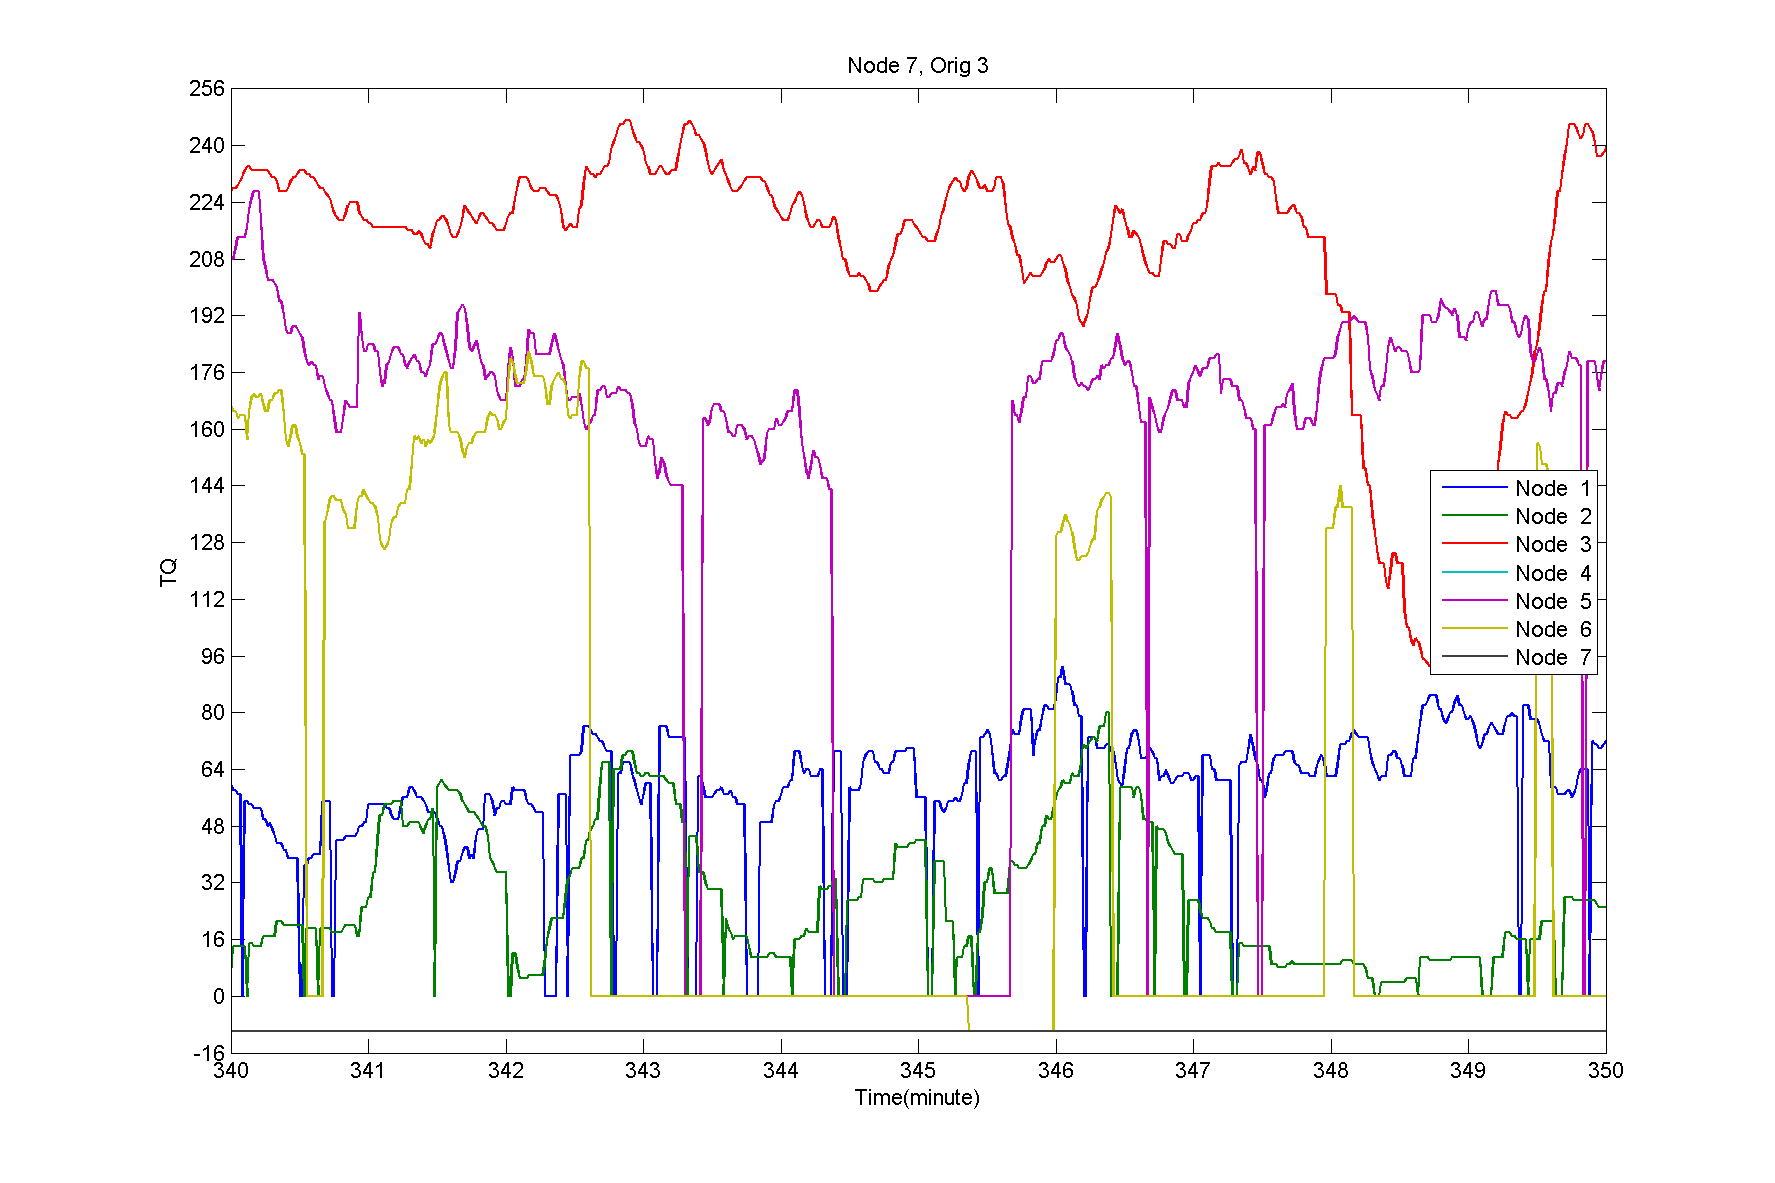 Node 7, Orig 3
256
240
224
208
192
176
160
144
128
112
96
80
64
48
32
16
0
-16
TQ
340 341 342 343 344 345 346 347 348 349 350
Time(minute)
Node 1
Node 2
Node 3
Node 4
Node 5
Node 6
Node 7